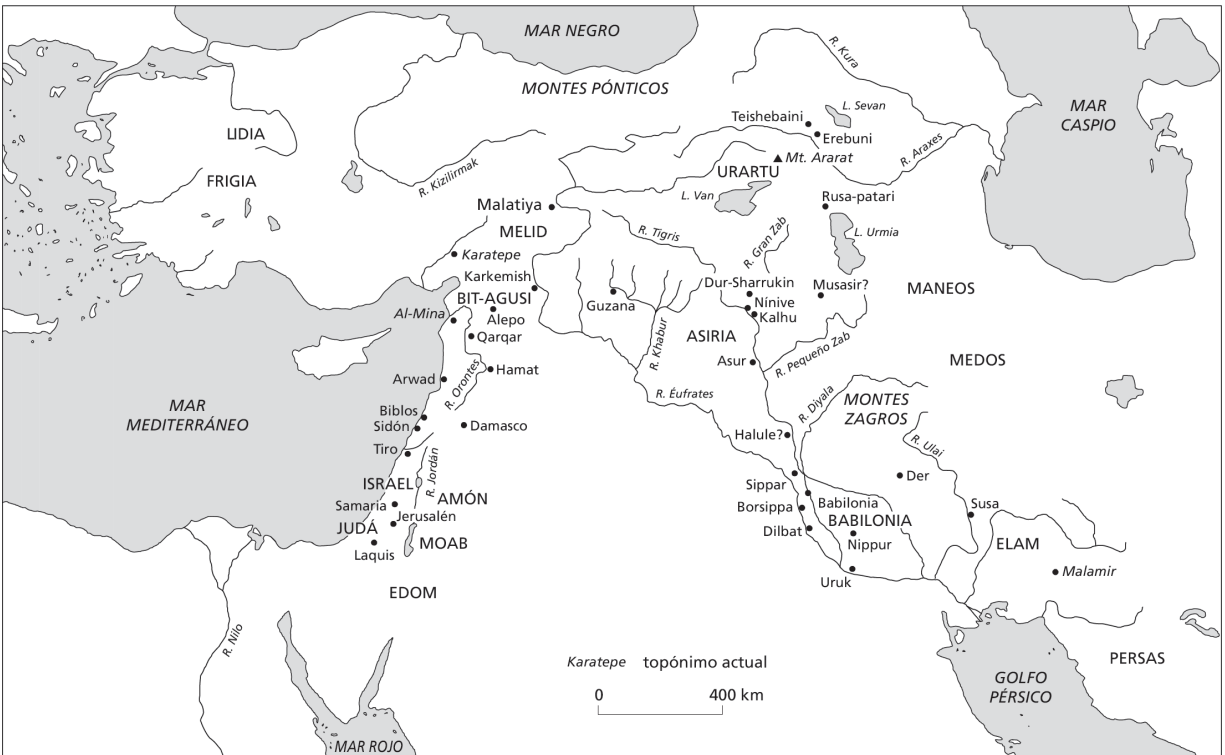 MAR NEGRO
MONTES PÓNTICOS
R. Kura
MAR
CASPIO
L. Sevan
Teishebaini
Erebuni
LIDIA
Mt. Ararat
R. Araxes
URARTU
R. Kizilirmak
FRIGIA
L. Van
Rusa-patari
Malatiya
MELID
R. Tigris
R. Gran Zab
L. Urmia
Karatepe
Karkemish
Dur-Sharrukin
Musasir?
MANEOS
BIT-AGUSI
Guzana
Nínive
Al-Mina
Alepo
Kalhu
Qarqar
ASIRIA
R. Khabur
R. Pequeño Zab
MEDOS
Asur
Hamat
Arwad
R. Orontes
R. Éufrates
R. Diyala
MONTES
ZAGROS
MAR
MEDITERRÁNEO
Biblos
Sidón
Damasco
Halule?
R. Ulai
Tiro
R. Jordán
Der
ISRAEL
Sippar
AMÓN
Samaria
Borsippa
Babilonia
Susa
Jerusalén
JUDÁ
Dilbat
BABILONIA
MOAB
Nippur
ELAM
Laquis
Uruk
Malamir
EDOM
R. Nilo
Karatepe topónimo actual
PERSAS
GOLFO
PÉRSICO
0 400 km
MAR ROJO